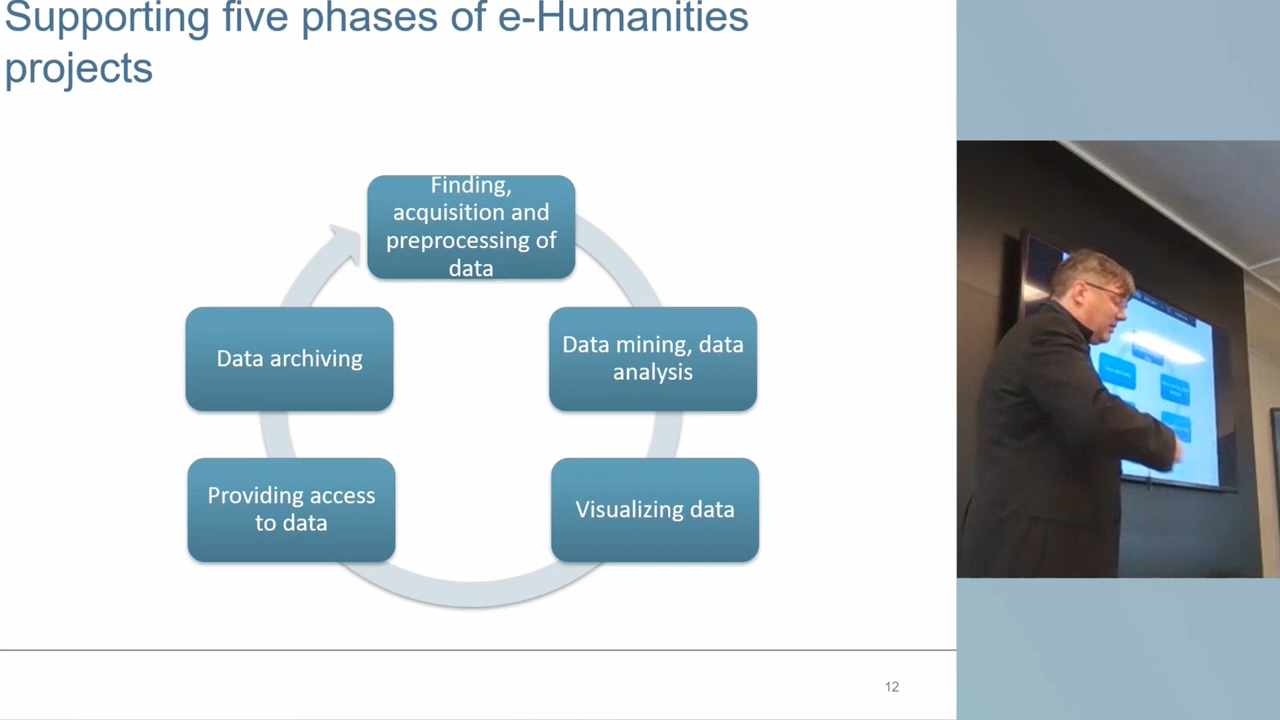 Supporting five phases of e-Humanities
projects
Finding,
acquisition and
preprocessing of
data
Data mining, data
analysis
Visualizing data
Providing access
to data
Data archiving
12